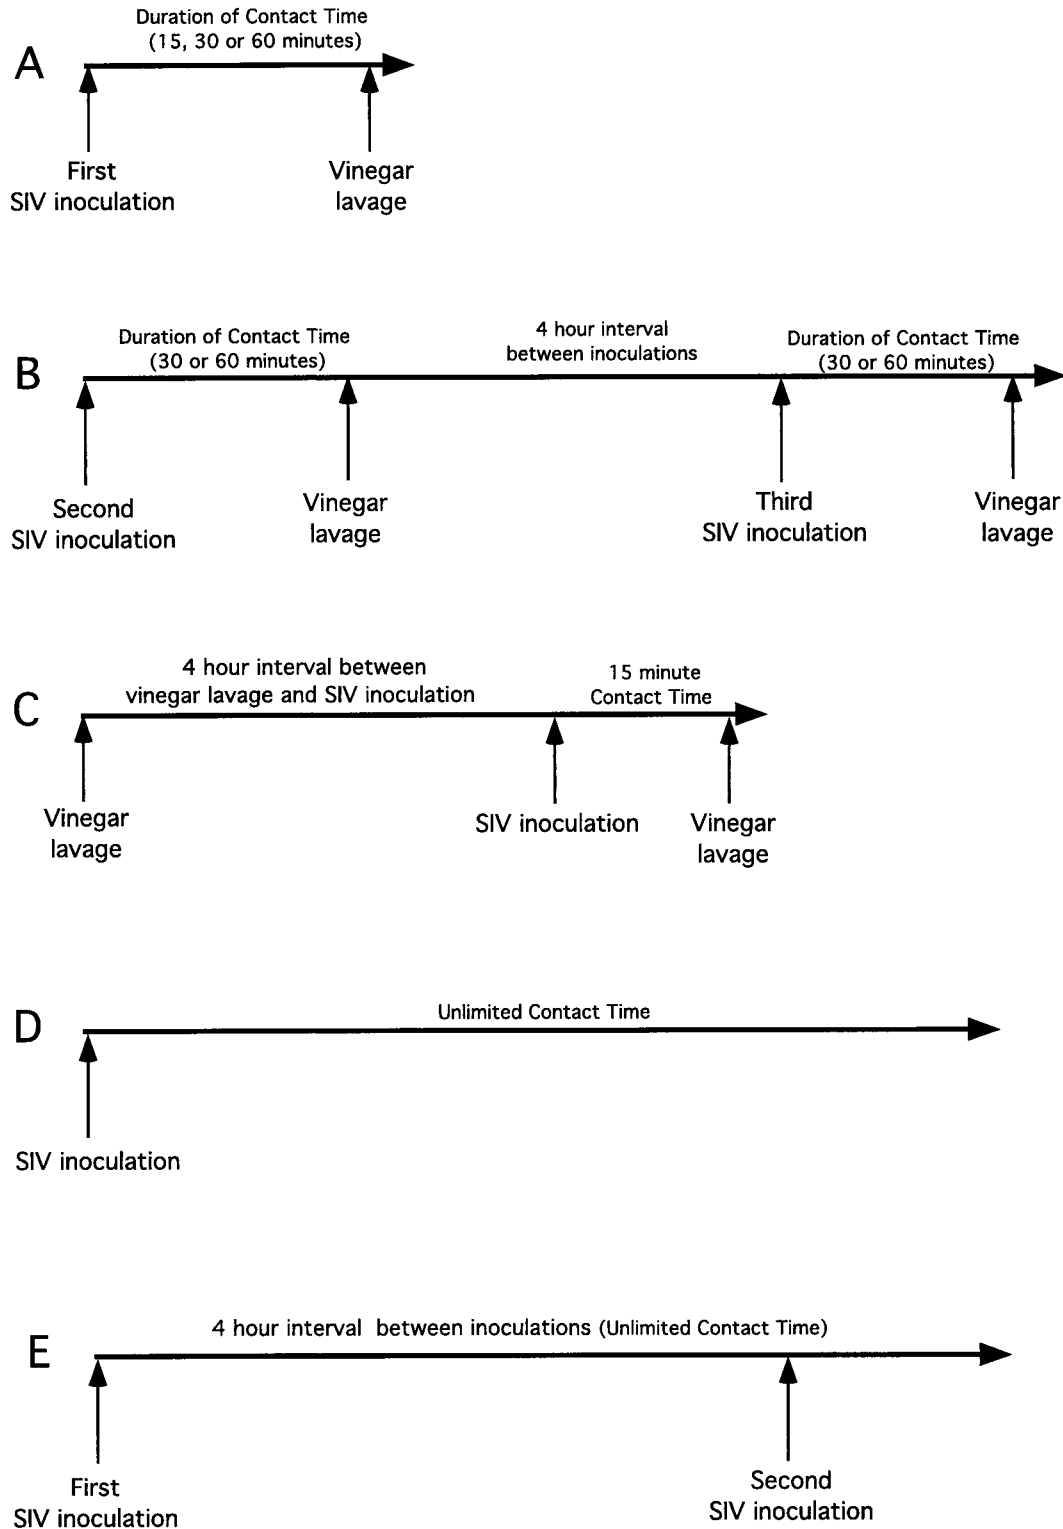 Duration of Contact Time
(15, 30 or 60 minutes)
A
First
SIV inoculation
Vinegar
lavage
Duration of Contact Time
(30 or 60 minutes)
4 hour interval
between inoculations
Duration of Contact Time
(30 or 60 minutes)
B
Second
SIV inoculation
Vinegar
lavage
Third
SIV inoculation
Vinegar
lavage
4 hour interval between
vinegar lavage and SIV inoculation
15 minute
Contact Time
C
Vinegar
lavage
SIV inoculation
Vinegar
lavage
Unlimited Contact Time
D
SIV inoculation
4 hour interval between inoculations (Unlimited Contact Time)
E
First
SIV inoculation
Second
SIV inoculation